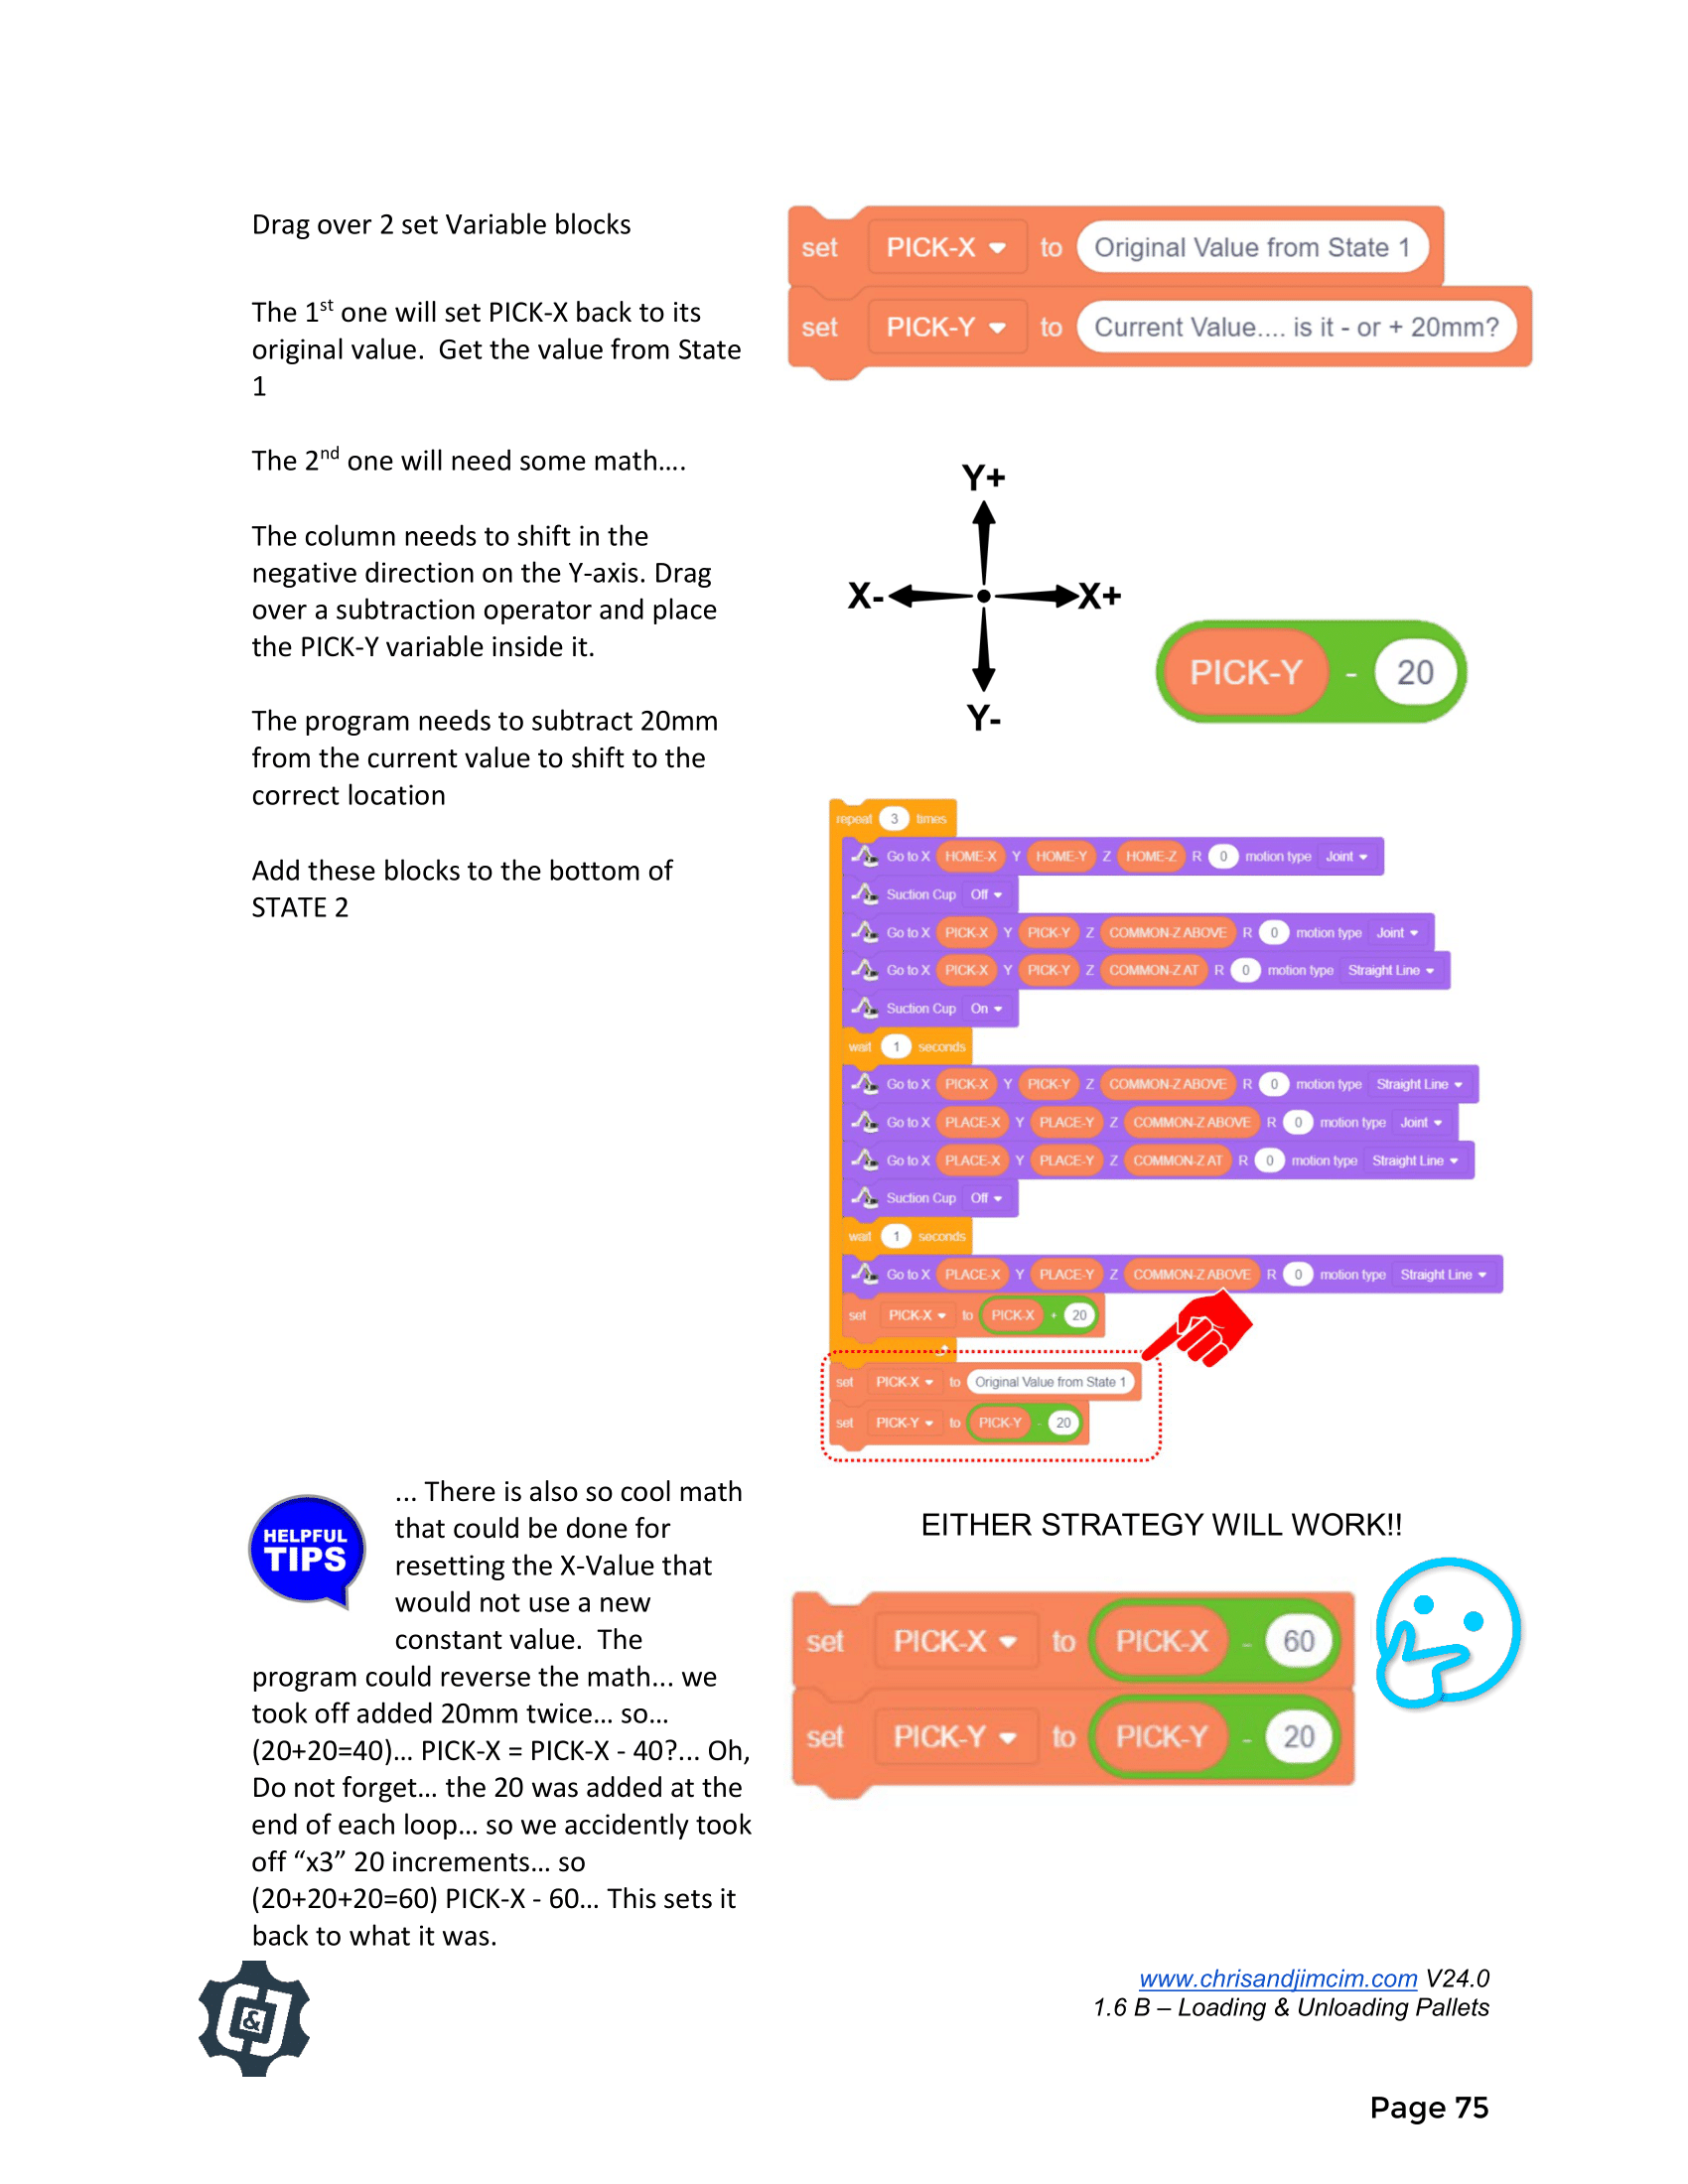 Drag over 2 set Variable blocks
The 1st one will set PICK-X back to its
original value.  Get the value from State
1
The 2nd one will need some math....
The column needs to shift in the
negative direction on the Y-axis. Drag
over a subtraction operator and place
the PICK-Y variable inside it.
The program needs to subtract 20mm
from the current value to shift to the
correct location
Add these blocks to the bottom of
STATE 2
set PICK-X to Original Value from State 1
set PICK-Y to Current Value.... is it - or + 20mm?
Y+
X- X+
Y-
PICK-Y - 20
repeat 3 times
Go to X HOME-X Y HOME-Y Z HOME-Z R 0 motion type Joint
Suction Cup Off
Go to X PICK-X Y PICK-Y Z COMMON-Z ABOVE R 0 motion type Joint
Go to X PICK-X Y PICK-Y Z COMMON-Z AT R 0 motion type Straight Line
Suction Cup On
wait 1 seconds
Go to X PICK-X Y PICK-Y Z COMMON-Z ABOVE R 0 motion type Straight Line
Go to X PLACE-X Y PLACE-Y Z COMMON-Z ABOVE R 0 motion type Joint
Go to X PLACE-X Y PLACE-Y Z COMMON-Z AT R 0 motion type Straight Line
Suction Cup Off
wait 1 seconds
Go to X PLACE-X Y PLACE-Y Z COMMON-Z ABOVE R 0 motion type Straight Line
set PICK-X to PICK-X + 20
set PICK-X to Original Value from State 1
set PICK-Y to PICK-Y - 20
HELPFUL
TIPS
... There is also so cool math
that could be done for
resetting the X-Value that
would not use a new
constant value.  The
program could reverse the math... we
took off added 20mm twice... so...
(20+20=40)... PICK-X = PICK-X - 40?... Oh,
Do not forget... the 20 was added at the
end of each loop... so we accidently took
off “x3” 20 increments... so
(20+20+20=60) PICK-X - 60... This sets it
back to what it was.
EITHER STRATEGY WILL WORK!!
set PICK-X to PICK-X - 60
set PICK-Y to PICK-Y - 20
&
www.chrisandjimcim.com V24.0
1.6 B – Loading & Unloading Pallets
Page 75